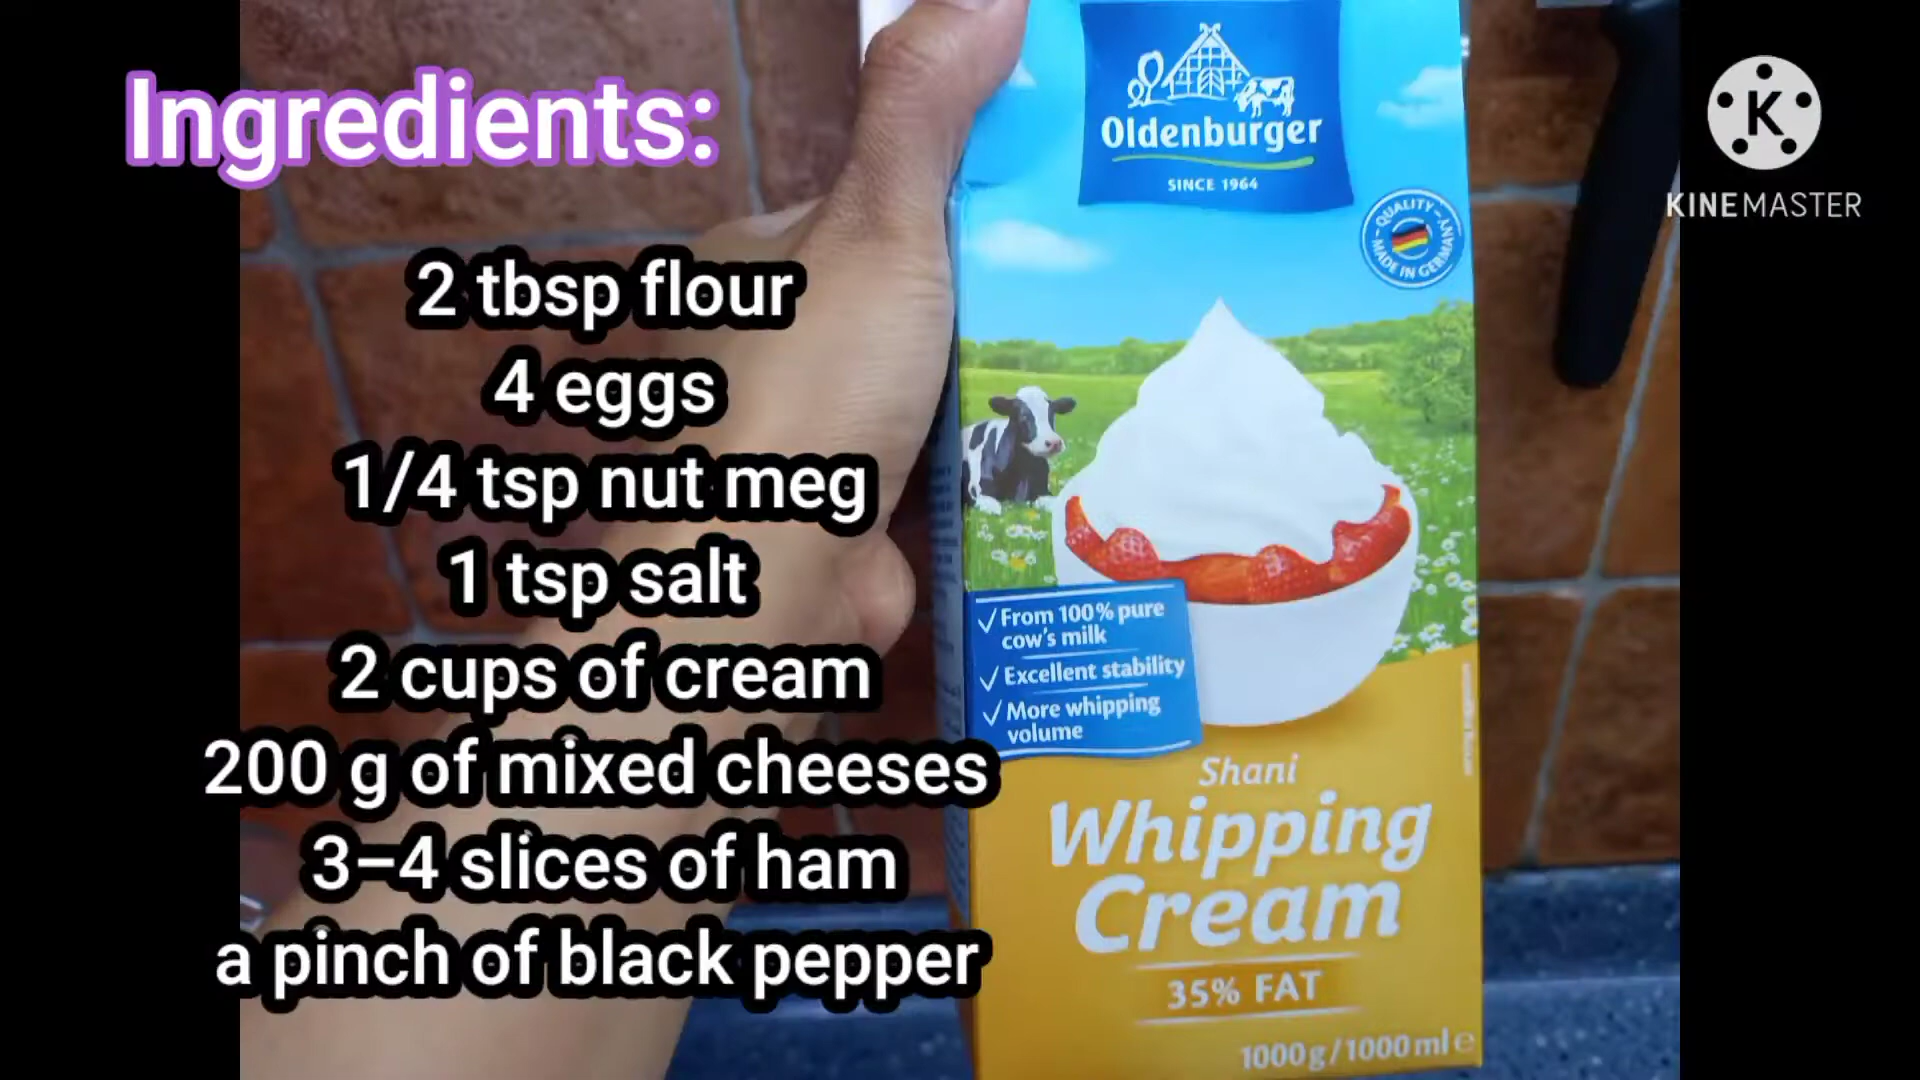 Ingredients:
2 tbsp flour
4 eggs
1/4 tsp nut meg
1 tsp salt
2 cups of cream
200 g of mixed cheeses
3–4 slices of ham
a pinch of black pepper
Oldenburger
SINCE 1964
QUALITY
MADE IN GERMANY
✓ From 100% pure
cow's milk
✓ Excellent stability
✓ More whipping
volume
Shani
Whipping
Cream
35% FAT
1000g/1000ml e
K
KINEMASTER